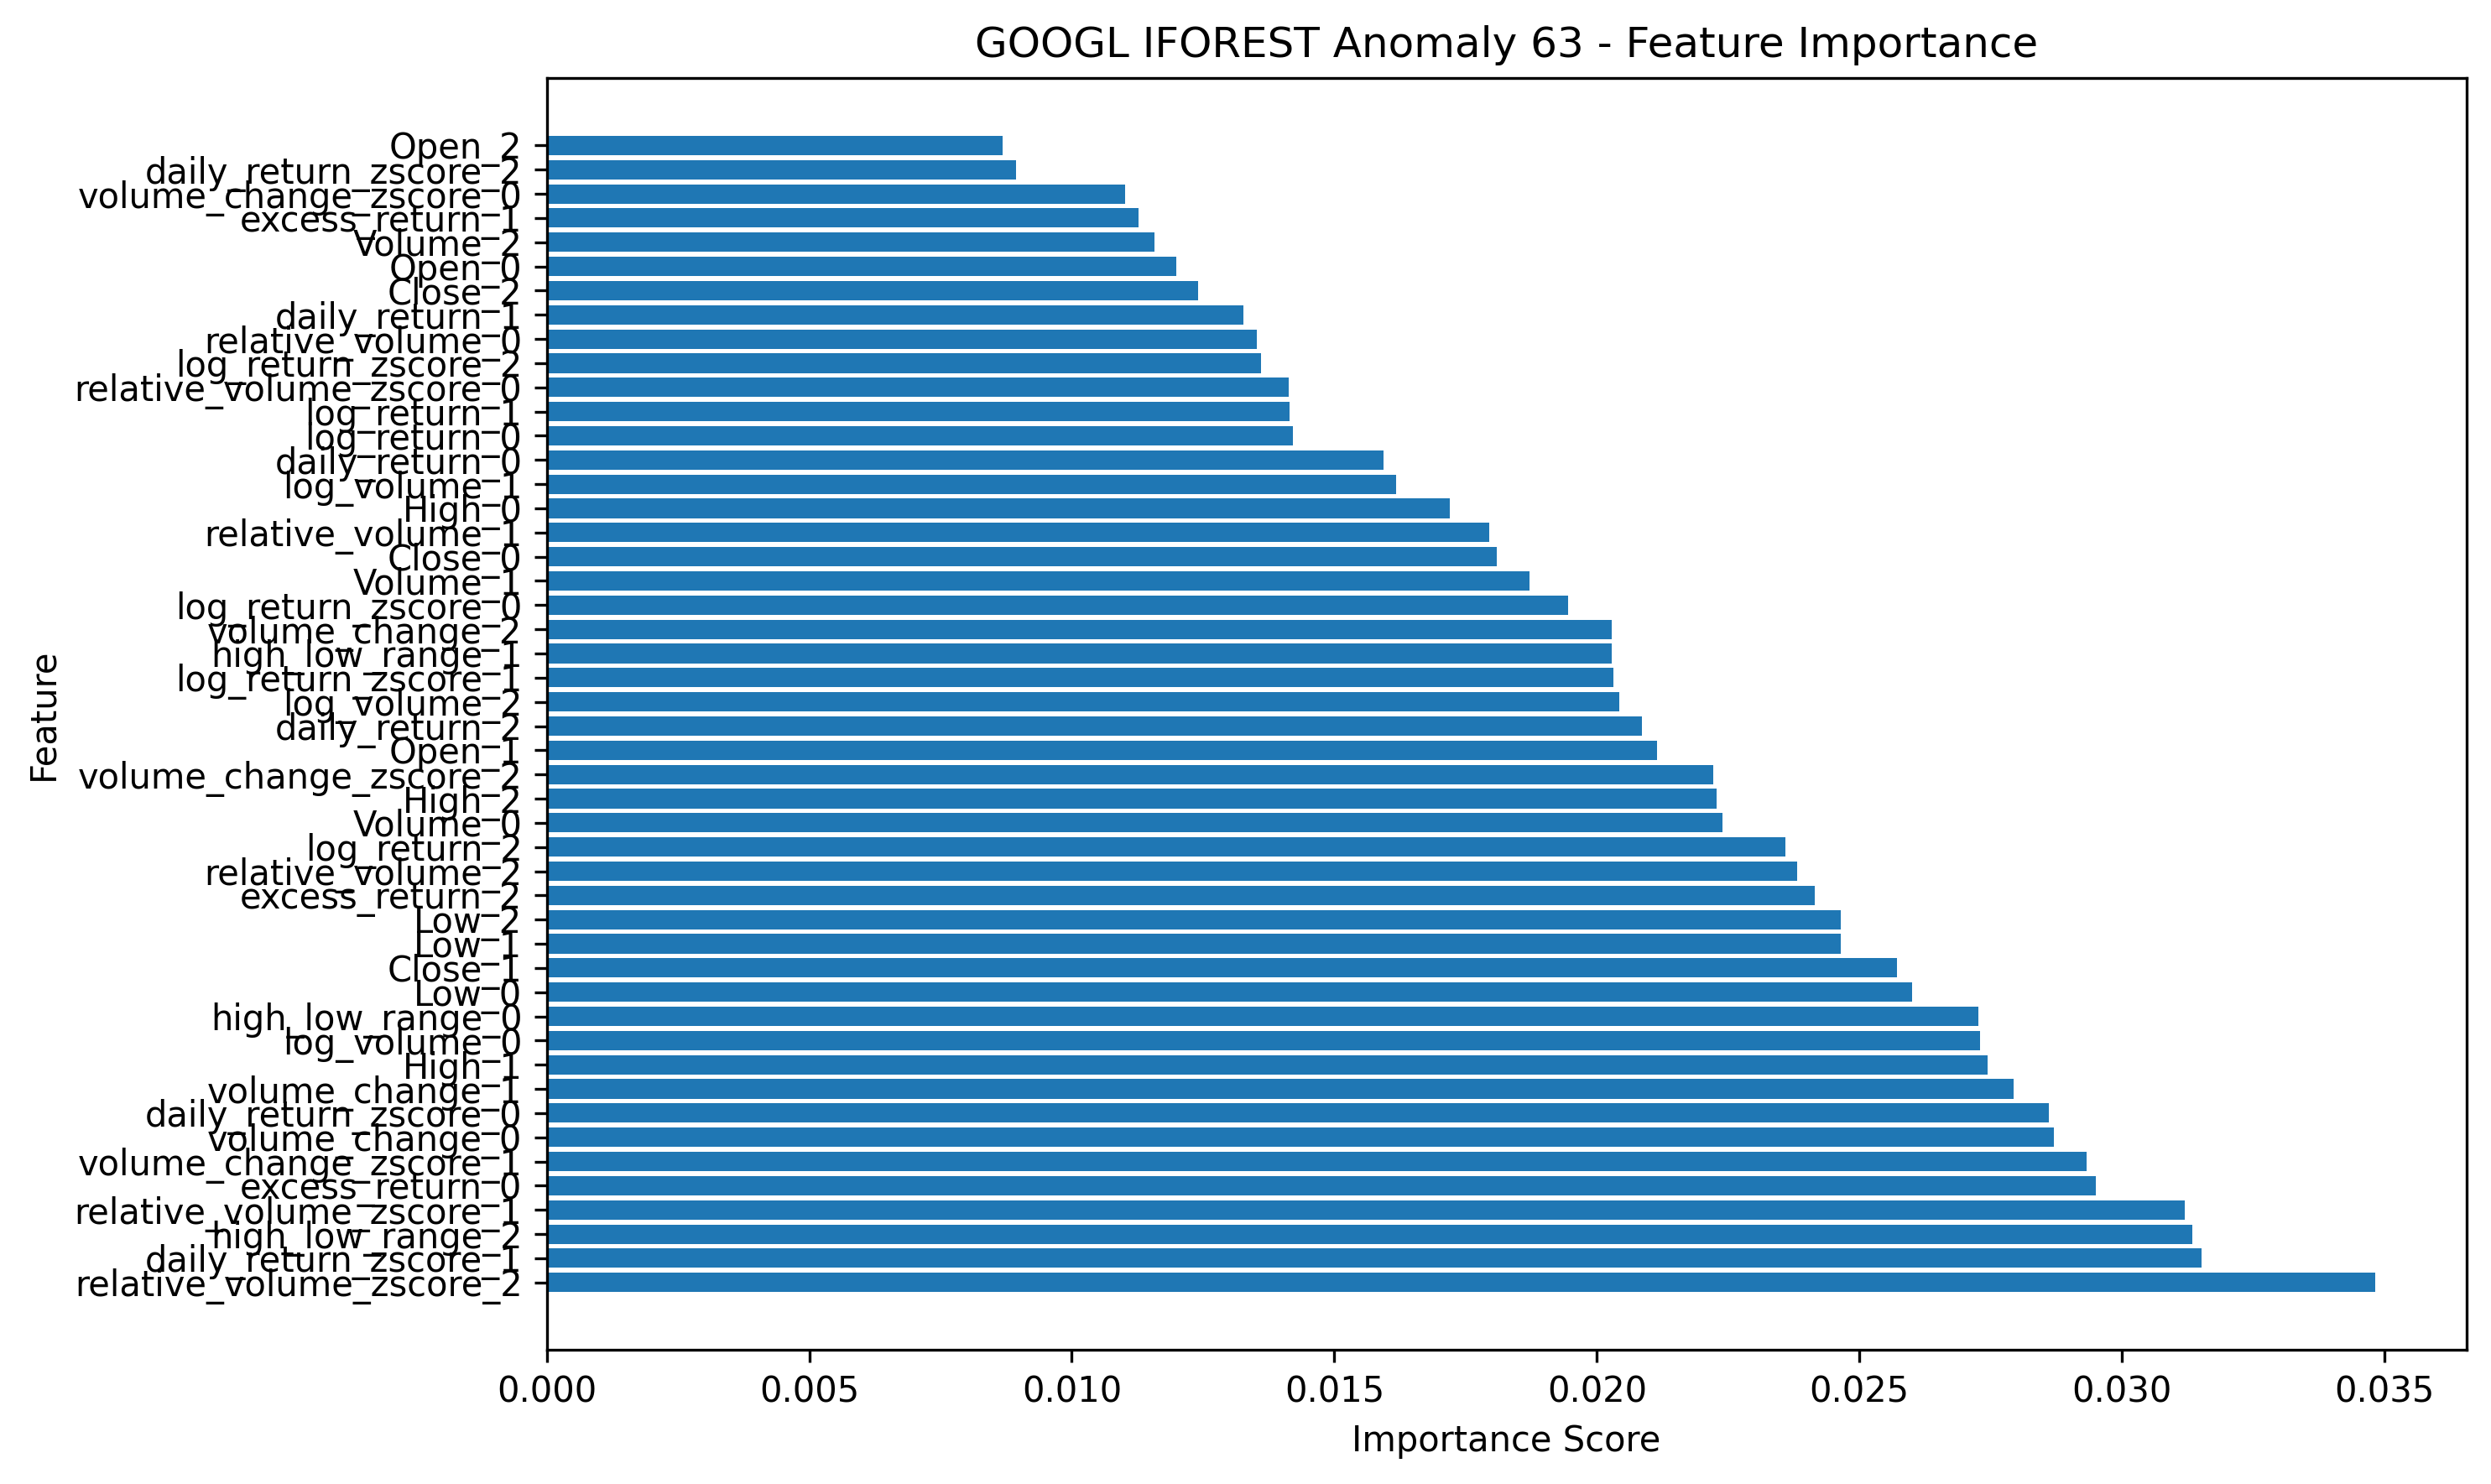 GOOGL IFOREST Anomaly 63 - Feature Importance
Open_2
daily_return_zscore_2
volume_change_zscore_0
excess_return_1
Volume_2
Open_0
Close_2
daily_return_1
relative_volume_0
log_return_zscore_2
relative_volume_zscore_0
log_return_1
log_return_0
daily_return_0
log_volume_1
High_0
relative_volume_1
Close_0
Volume_1
log_return_zscore_0
volume_change_2
high_low_range_1
log_return_zscore_1
log_volume_2
daily_return_2
Open_1
volume_change_zscore_2
High_2
Volume_0
log_return_2
relative_volume_2
excess_return_2
Low_2
Low_1
Close_1
Low_0
high_low_range_0
log_volume_0
High_1
volume_change_1
daily_return_zscore_0
volume_change_0
volume_change_zscore_1
excess_return_0
relative_volume_zscore_1
high_low_range_2
daily_return_zscore_1
relative_volume_zscore_2
Feature
0.000 0.005 0.010 0.015 0.020 0.025 0.030 0.035
Importance Score